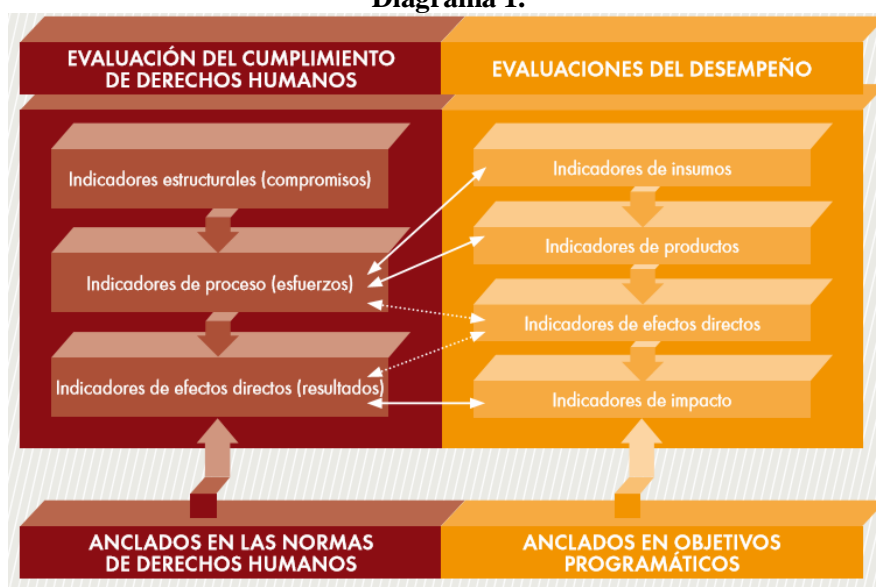 Diagrama 1.
EVALUACIÓN DEL CUMPLIMIENTO
DE DERECHOS HUMANOS
EVALUACIONES DEL DESEMPEÑO
Indicadores estructurales (compromisos)
Indicadores de proceso (esfuerzos)
Indicadores de efectos directos (resultados)
Indicadores de insumos
Indicadores de productos
Indicadores de efectos directos
Indicadores de impacto
ANCLADOS EN LAS NORMAS
DE DERECHOS HUMANOS
ANCLADOS EN OBJETIVOS
PROGRAMÁTICOS